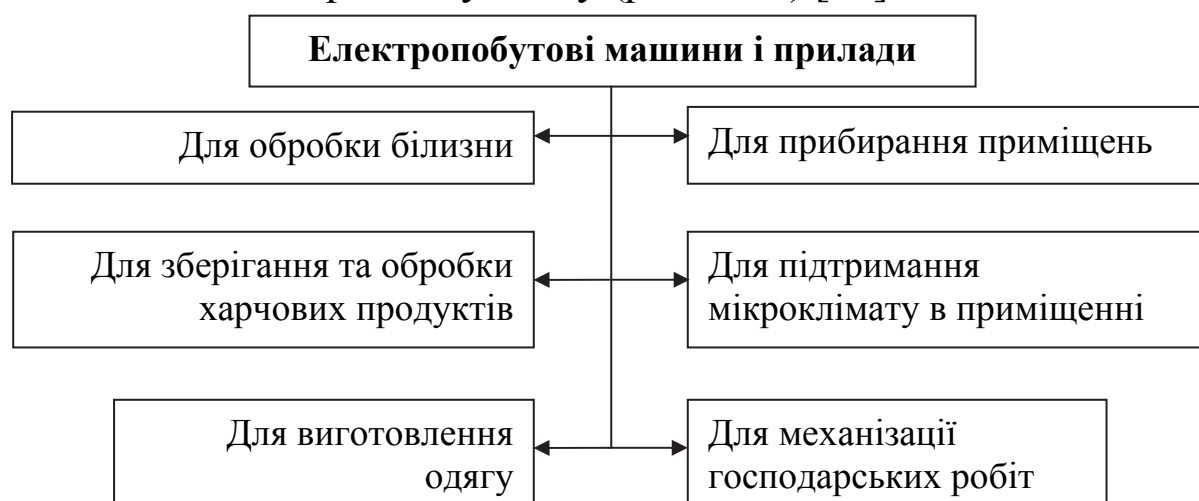 Електропобутові машини і прилади
Для обробки білизни
Для прибирання приміщень
Для зберігання та обробки
харчових продуктів
Для підтримання
мікроклімату в приміщенні
Для виготовлення
одягу
Для механізації
господарських робіт